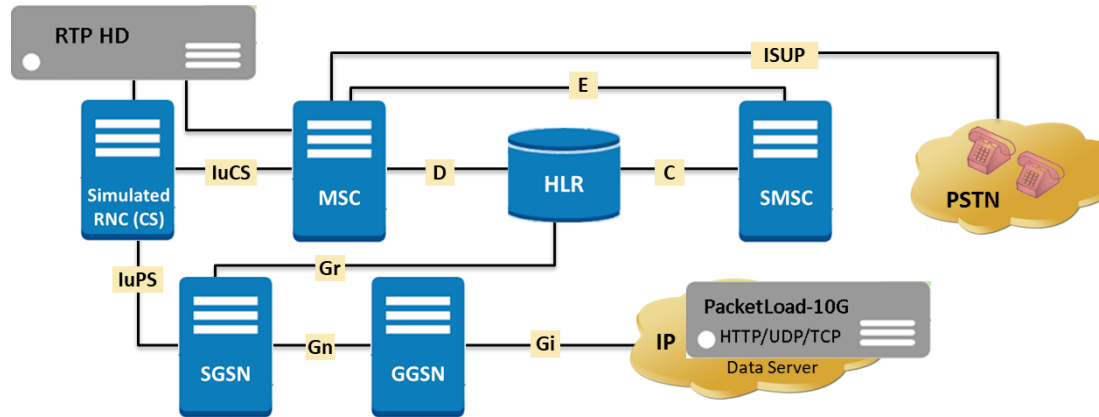 RTP HD
ISUP
E
Simulated
RNC (CS)
IuCS
MSC
D
HLR
C
SMSC
PSTN
IuPS
Gr
SGSN
Gn
GGSN
Gi
IP
PacketLoad-10G
HTTP/UDP/TCP
Data Server